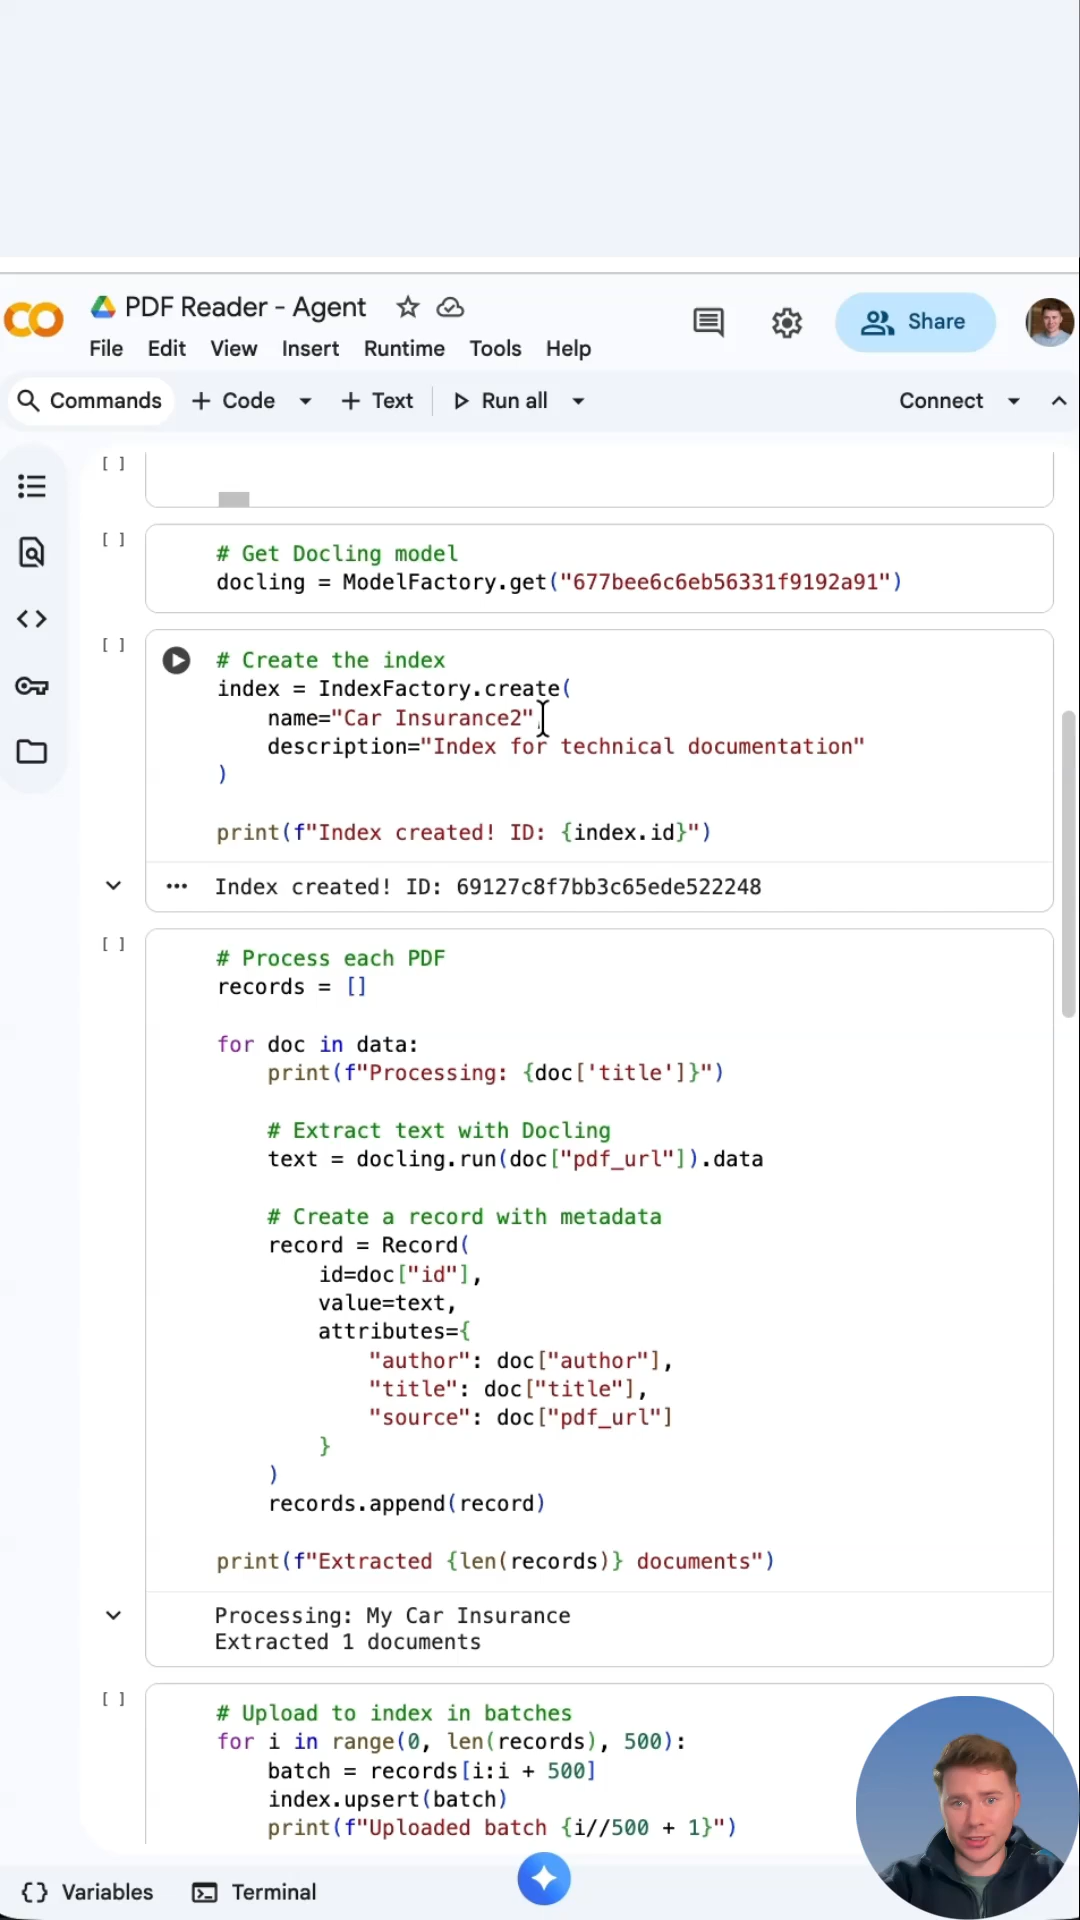 PDF Reader - Agent
Share
File Edit View Insert Runtime Tools Help
Commands + Code + Text Run all Connect
[ ]
[ ]
# Get Docling model
docling = ModelFactory.get("677bee6c6eb56331f9192a91")
[ ]
# Create the index
index = IndexFactory.create(
name="Car Insurance2"
description="Index for technical documentation"
)
print(f"Index created! ID: {index.id}")
Index created! ID: 69127c8f7bb3c65ede522248
[ ]
# Process each PDF
records = []
for doc in data:
print(f"Processing: {doc['title']}")
# Extract text with Docling
text = docling.run(doc["pdf_url"]).data
# Create a record with metadata
record = Record(
id=doc["id"],
value=text,
attributes={
"author": doc["author"],
"title": doc["title"],
"source": doc["pdf_url"]
}
)
records.append(record)
print(f"Extracted {len(records)} documents")
Processing: My Car Insurance
Extracted 1 documents
[ ]
# Upload to index in batches
for i in range(0, len(records), 500):
batch = records[i:i + 500]
index.upsert(batch)
print(f"Uploaded batch {i//500 + 1}")
{} Variables Terminal